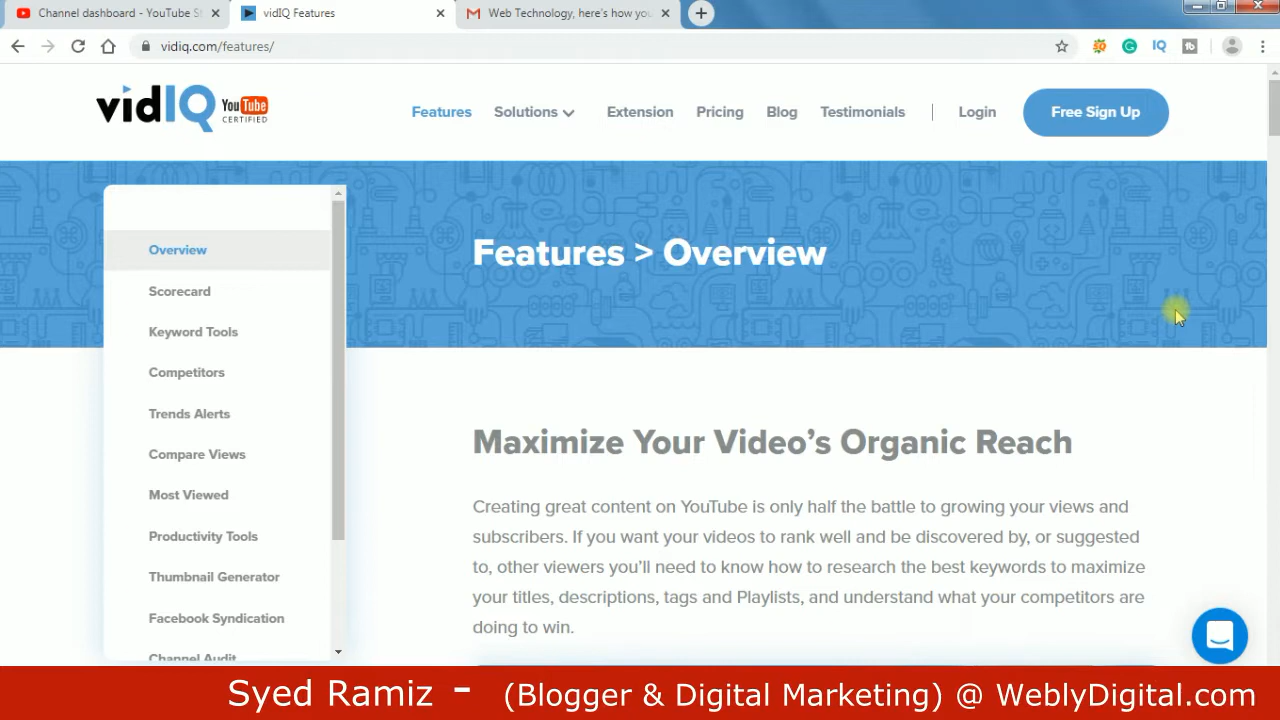 Channel dashboard - YouTube St
vidIQ Features
Web Technology, here's how you
vidiq.com/features/
IQ
tb
vidIQ YouTube CERTIFIED
Features
Solutions
Extension
Pricing
Blog
Testimonials
Login
Free Sign Up
Overview
Scorecard
Keyword Tools
Competitors
Trends Alerts
Compare Views
Most Viewed
Productivity Tools
Thumbnail Generator
Facebook Syndication
Channel Audit
Features > Overview
Maximize Your Video’s Organic Reach
Creating great content on YouTube is only half the battle to growing your views and
subscribers. If you want your videos to rank well and be discovered by, or suggested
to, other viewers you’ll need to know how to research the best keywords to maximize
your titles, descriptions, tags and Playlists, and understand what your competitors are
doing to win.
Syed Ramiz - (Blogger & Digital Marketing) @ WeblyDigital.com